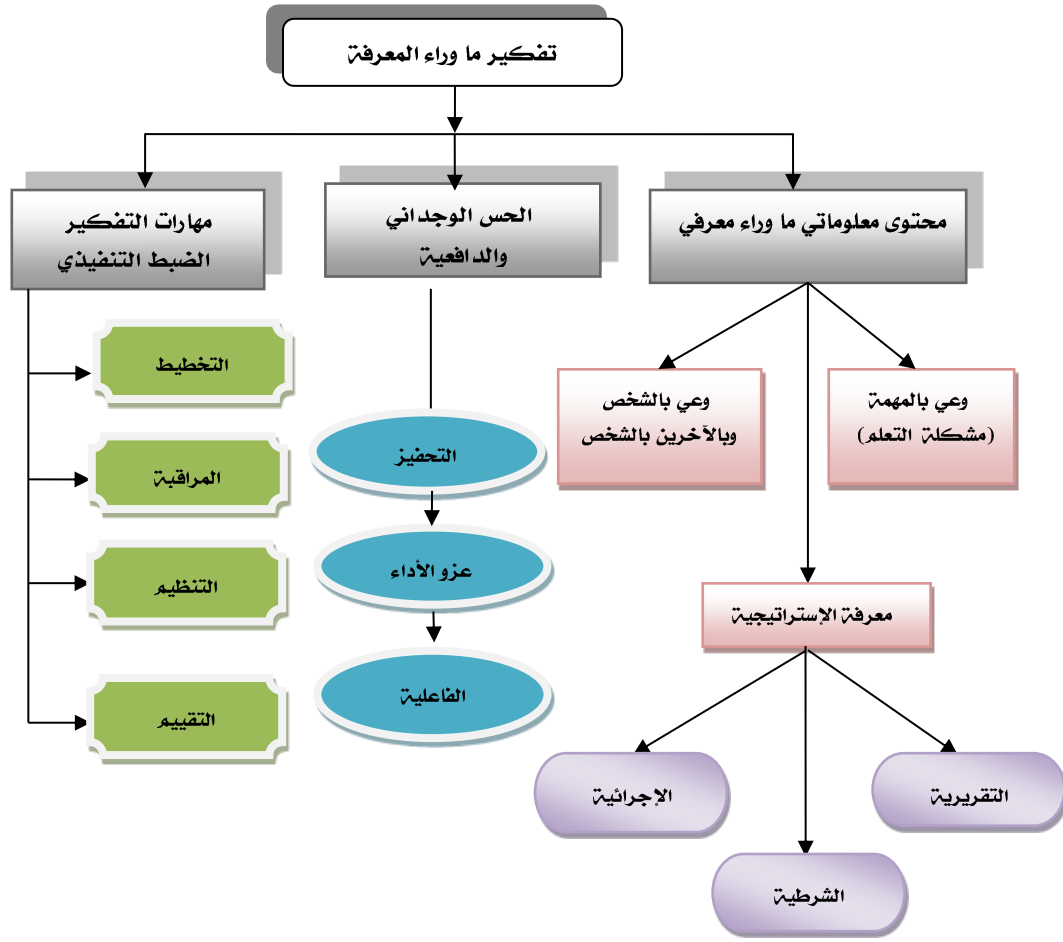 تفكير ما وراء المعرفة
محتوى معلوماتي ما وراء معرفي
الحس الوجداني
والدافعية
مهارات التفكير
الضبط التنفيذي
وعي بالمهمة
(مشكلة التعلم)
وعي بالشخص
وبالآخرين بالشخص
معرفة الإستراتيجية
التقريرية
الشرطية
الإجرائية
التحفيز
عزو الأداء
الفاعلية
التخطيط
المراقبة
التنظيم
التقييم